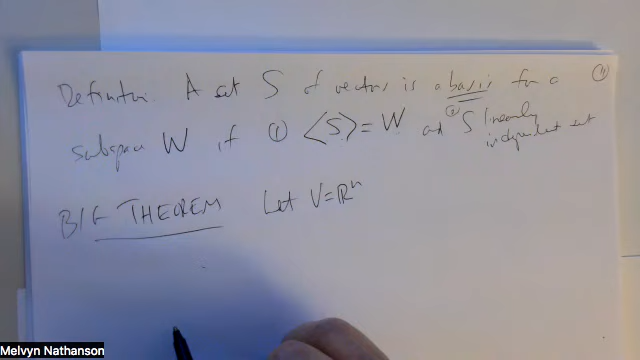 Definition. A set S of vectors is a basis for a (4)
subspace W if ① ⟨S⟩ = W and ② S linearly independent set
BIG THEOREM Let V=ℝⁿ
Melvyn Nathanson